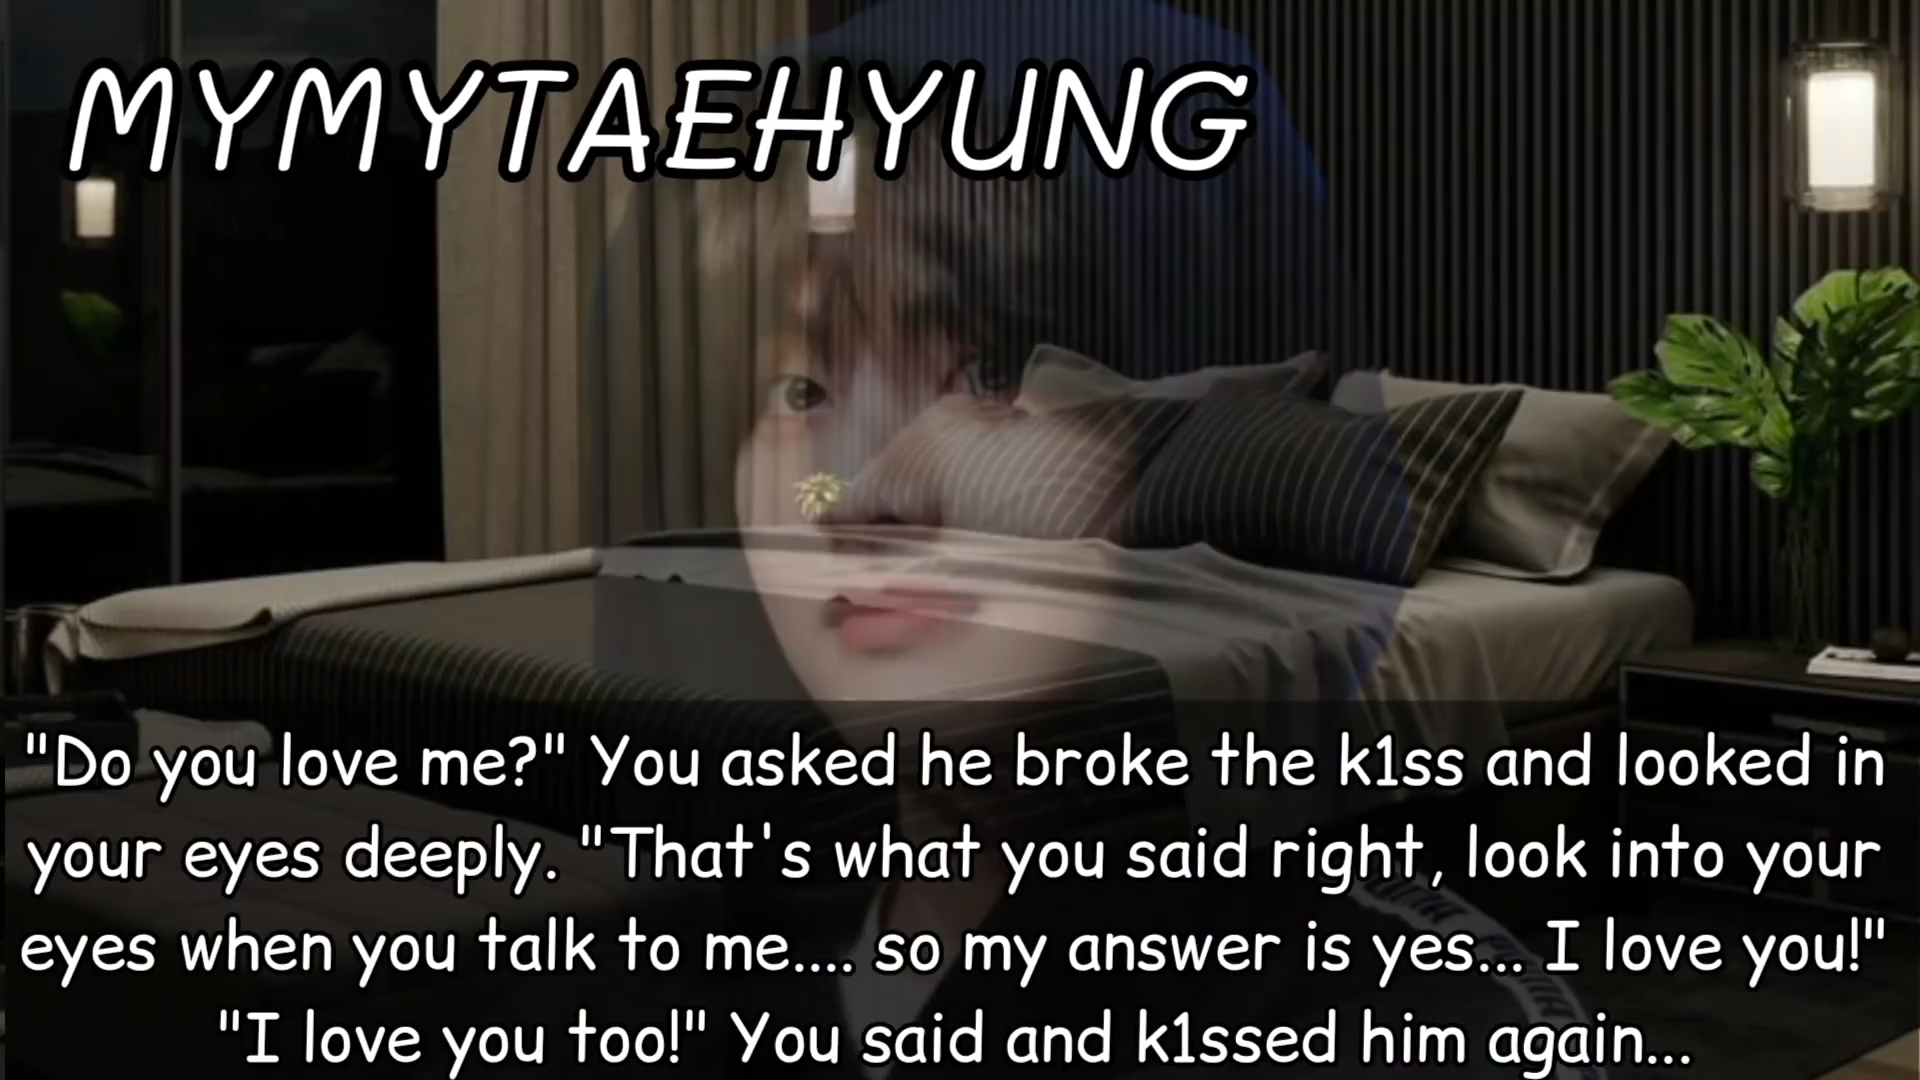 MYMYTAEHYUNG
"Do you love me?" You asked he broke the k1ss and looked in
your eyes deeply. "That's what you said right, look into your
eyes when you talk to me.... so my answer is yes... I love you!"
"I love you too!" You said and k1ssed him again...